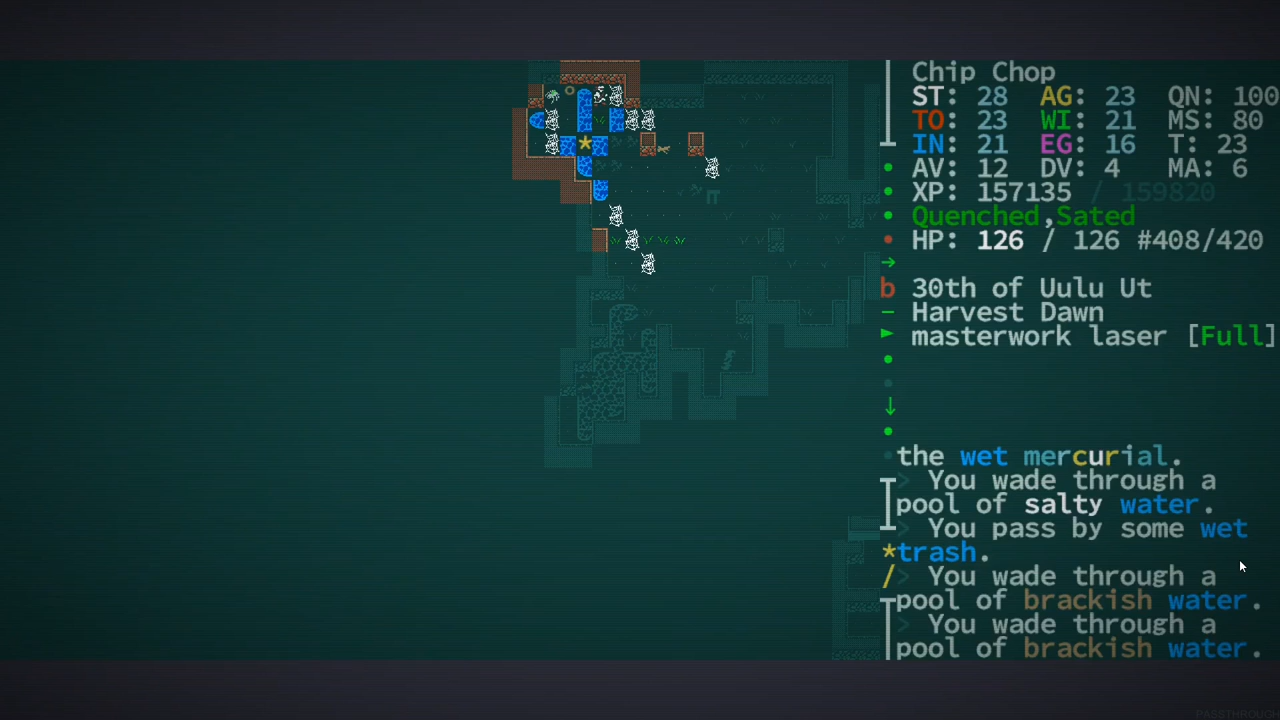 Chip Chop
ST: 28 AG: 23 QN: 100
TO: 23 WI: 21 MS: 80
IN: 21 EG: 16 T: 23
AV: 12 DV: 4 MA: 6
XP: 157135 / 159820
Quenched,Sated
HP: 126 / 126 #408/420
b 30th of Uulu Ut
Harvest Dawn
masterwork laser [Full]
the wet mercurial.
> You wade through a
pool of salty water.
> You pass by some wet
*trash.
/> You wade through a
pool of brackish water.
> You wade through a
pool of brackish water.